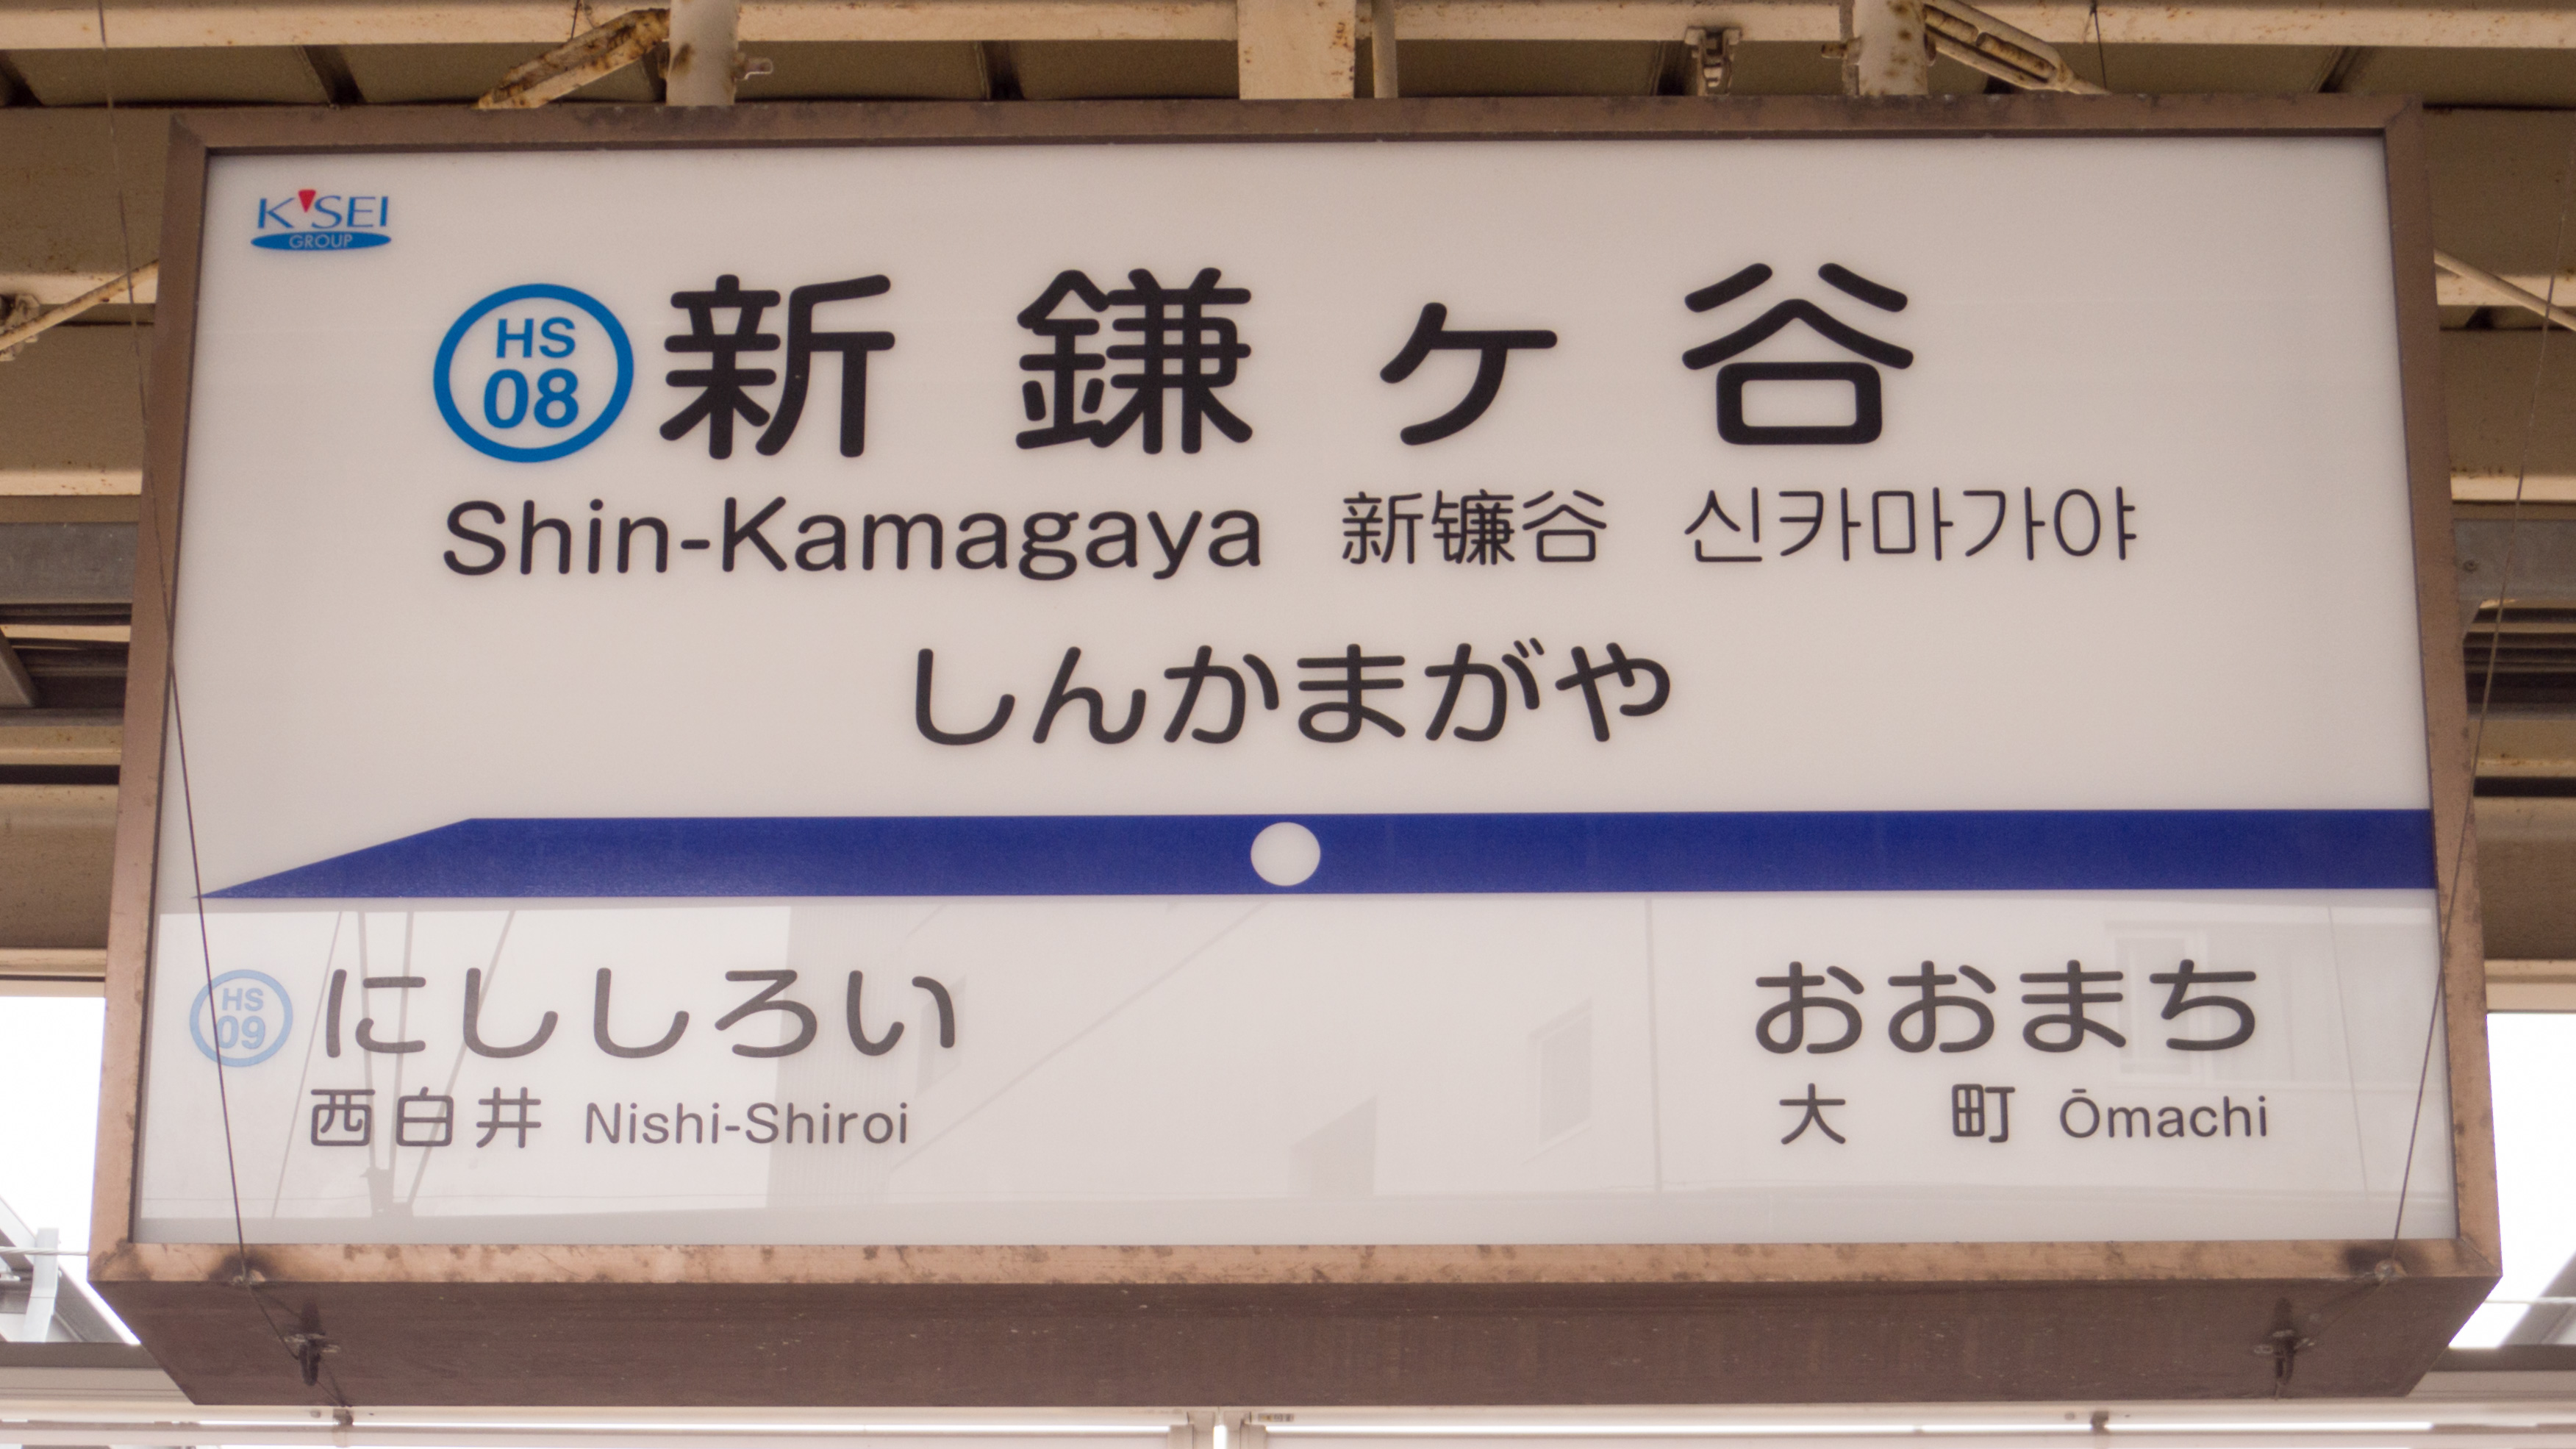 K'SEI
GROUP
HS
08
新鎌ヶ谷
Shin-Kamagaya 新镰谷 신카마가야
しんかまがや
HS
09
にししろい
西白井 Nishi-Shiroi
おおまち
大町 Ōmachi